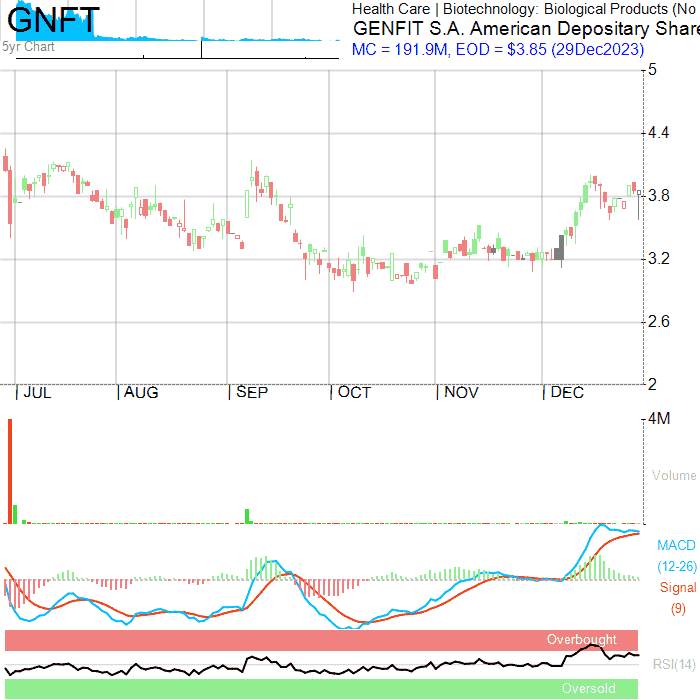 GNFT
5yr Chart
Health Care | Biotechnology: Biological Products (No
GENFIT S.A. American Depositary Share
MC = 191.9M, EOD = $3.85 (29Dec2023)
5
4.4
3.8
3.2
2.6
2
JUL AUG SEP OCT NOV DEC
4M
Volume
MACD
(12-26)
Signal
(9)
Overbought
RSI(14)
Oversold